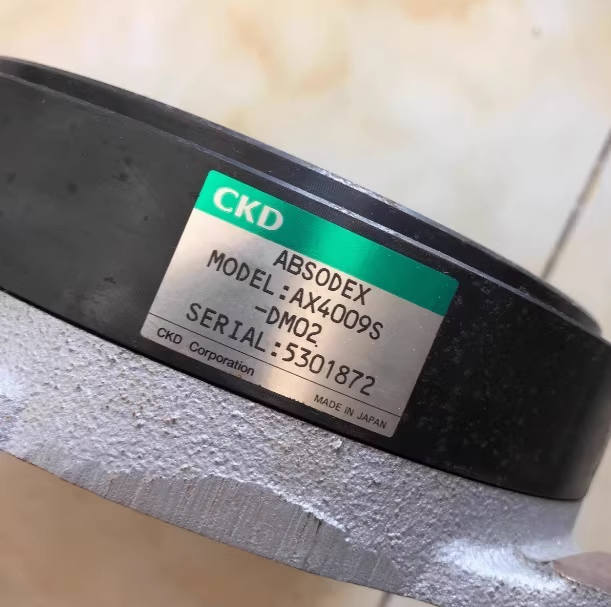 CKD
ABSODEX
MODEL:AX4009S
-DM02
SERIAL:5301872
CKD Corporation
MADE IN JAPAN